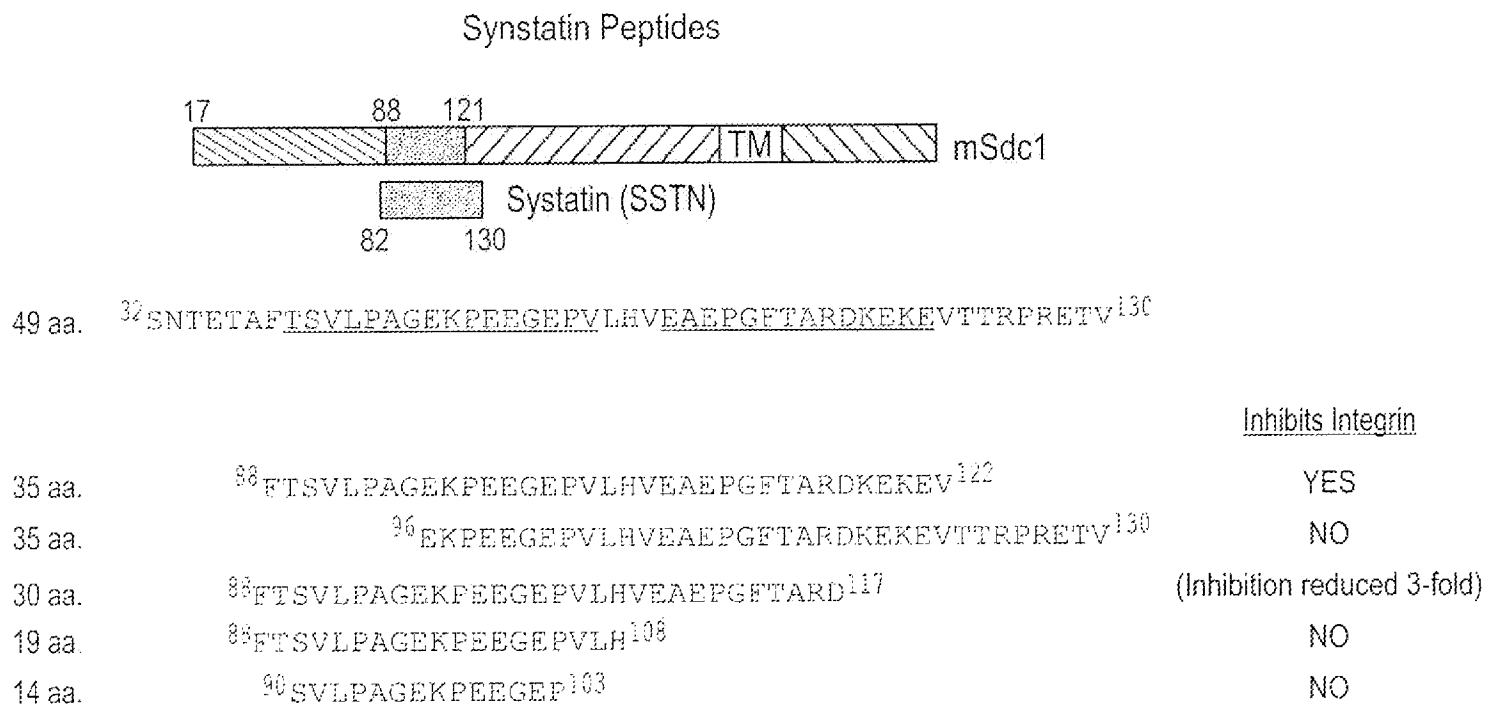 Synstatin Peptides
17 88 121
TM mSdc1
Systatin (SSTN)
82 130
49 aa. 82SNTETAFTSVLPAGEKPEEGEPVLHVEAEPGFTARDKEKEVTTRPRETV130
Inhibits Integrin
35 aa. 88FTSVLPAGEKPEEGEPVLHVEAEPGFTARDKEKEV122 YES
35 aa. 96EKPEEGEPVLHVEAEPGFTARDKEKEVTTRPRETV130 NO
30 aa. 88FTSVLPAGEKPEEGEPVLHVEAEPGFTARD117 (Inhibition reduced 3-fold)
19 aa. 88FTSVLPAGEKPEEGEPVLH108 NO
14 aa. 90SVLPAGEKPEEGEP103 NO